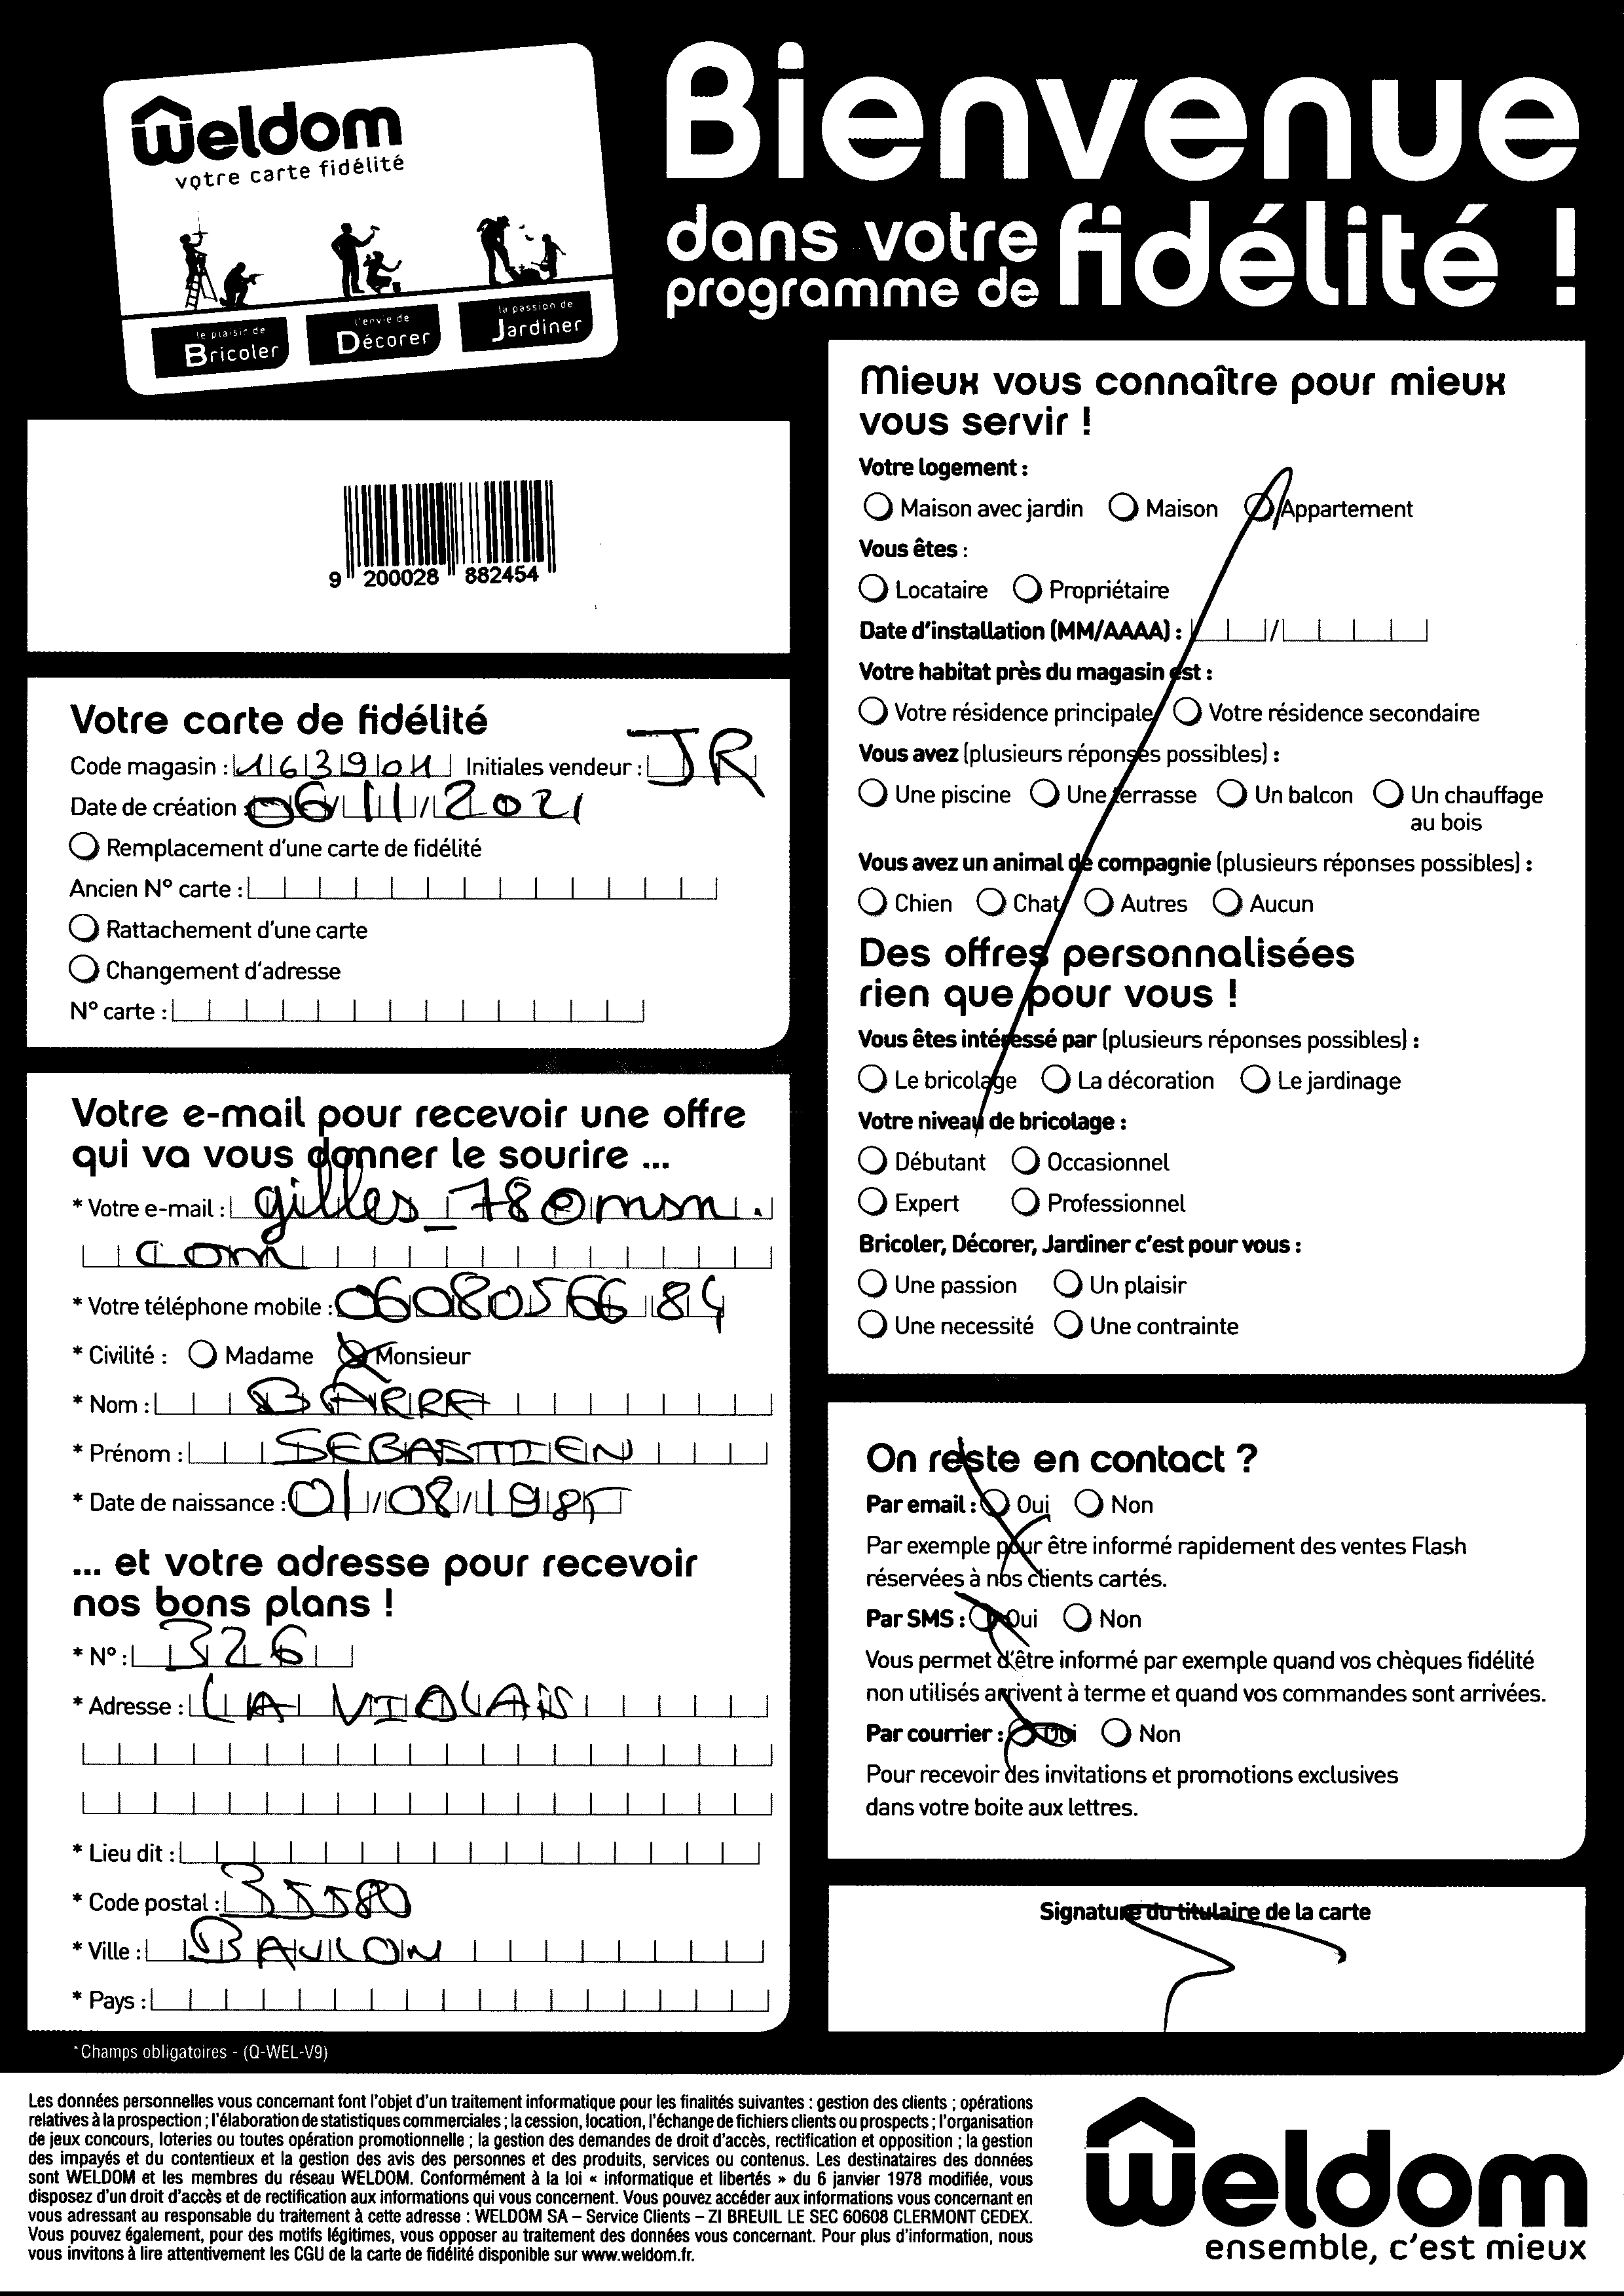 Weldom
votre carte fidélité
le plaisir de
Bricoler
l'envie de
Décorer
la passion de
Jardiner
Bienvenue
dans votre
programme de fidélité !
9 200028 882454
Votre carte de fidélité
Code magasin : 163901 Initiales vendeur : JR
Date de création : 06/11/2021
Remplacement d'une carte de fidélité
Ancien N° carte :
Rattachement d'une carte
Changement d'adresse
N° carte :
Votre e-mail pour recevoir une offre
qui va vous donner le sourire ...
* Votre e-mail : gilles_78@msn.
com
* Votre téléphone mobile : 0608056684
* Civilité : Madame Monsieur
* Nom : BARRE
* Prénom : SEBASTIEN
* Date de naissance : 01/08/1985
... et votre adresse pour recevoir
nos bons plans !
* N° : 326
* Adresse : LA VIOLAIS
* Lieu dit :
* Code postal : 35580
* Ville : BAULON
* Pays :
*Champs obligatoires - (Q-WEL-V9)
Mieux vous connaître pour mieux
vous servir !
Votre logement :
Maison avec jardin Maison Appartement
Vous êtes :
Locataire Propriétaire
Date d'installation (MM/AAAA) : /
Votre habitat près du magasin est :
Votre résidence principale Votre résidence secondaire
Vous avez (plusieurs réponses possibles) :
Une piscine Une terrasse Un balcon Un chauffage
au bois
Vous avez un animal de compagnie (plusieurs réponses possibles) :
Chien Chat Autres Aucun
Des offres personnalisées
rien que pour vous !
Vous êtes intéressé par (plusieurs réponses possibles) :
Le bricolage La décoration Le jardinage
Votre niveau de bricolage :
Débutant Occasionnel
Expert Professionnel
Bricoler, Décorer, Jardiner c'est pour vous :
Une passion Un plaisir
Une necessité Une contrainte
On reste en contact ?
Par email : Oui Non
Par exemple pour être informé rapidement des ventes Flash
réservées à nos clients cartés.
Par SMS : Oui Non
Vous permet d'être informé par exemple quand vos chèques fidélité
non utilisés arrivent à terme et quand vos commandes sont arrivées.
Par courrier : Oui Non
Pour recevoir des invitations et promotions exclusives
dans votre boite aux lettres.
Signature du titulaire de la carte
Les données personnelles vous concernant font l'objet d'un traitement informatique pour les finalités suivantes : gestion des clients ; opérations
relatives à la prospection ; l'élaboration de statistiques commerciales ; la cession, location, l'échange de fichiers clients ou prospects ; l'organisation
de jeux concours, loteries ou toutes opération promotionnelle ; la gestion des demandes de droit d'accès, rectification et opposition ; la gestion
des impayés et du contentieux et la gestion des avis des personnes et des produits, services ou contenus. Les destinataires des données
sont WELDOM et les membres du réseau WELDOM. Conformément à la loi « informatique et libertés » du 6 janvier 1978 modifiée, vous
disposez d'un droit d'accès et de rectification aux informations qui vous concernent. Vous pouvez accéder aux informations vous concernant en
vous adressant au responsable du traitement à cette adresse : WELDOM SA – Service Clients – ZI BREUIL LE SEC 60608 CLERMONT CEDEX.
Vous pouvez également, pour des motifs légitimes, vous opposer au traitement des données vous concernant. Pour plus d'information, nous
vous invitons à lire attentivement les CGU de la carte de fidélité disponible sur www.weldom.fr.
Weldom
ensemble, c'est mieux